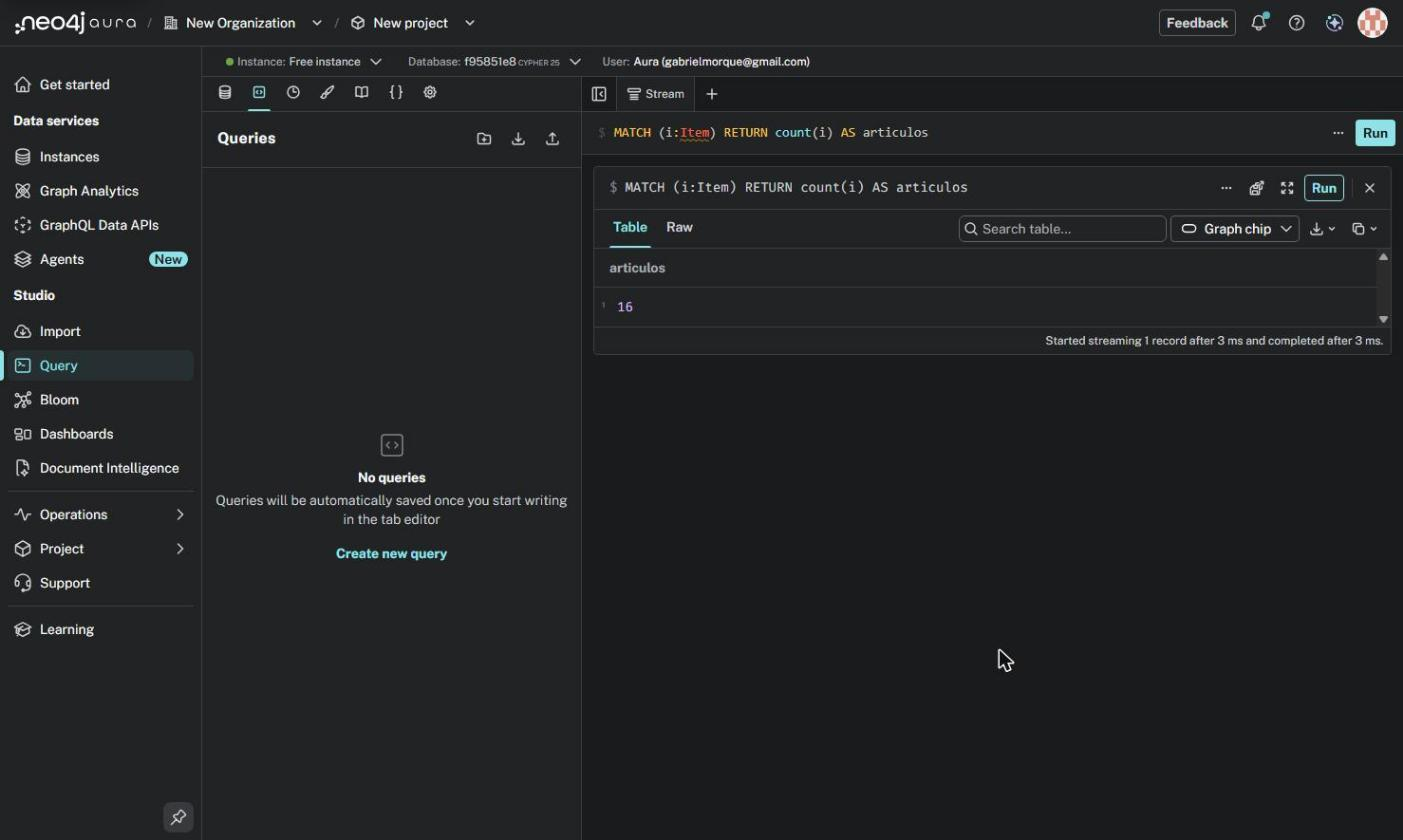 neo4j aura / New Organization / New project Feedback
Instance: Free instance Database: f95851e8 CYPHER 25 User: Aura (gabrielmorque@gmail.com)
Get started
Data services
Instances
Graph Analytics
GraphQL Data APIs
Agents New
Studio
Import
Query
Bloom
Dashboards
Document Intelligence
Operations
Project
Support
Learning
Queries
No queries
Queries will be automatically saved once you start writing
in the tab editor
Create new query
Stream
$ MATCH (i:Item) RETURN count(i) AS articulos Run
$ MATCH (i:Item) RETURN count(i) AS articulos Run
Table Raw Search table... Graph chip
articulos
1 16
Started streaming 1 record after 3 ms and completed after 3 ms.